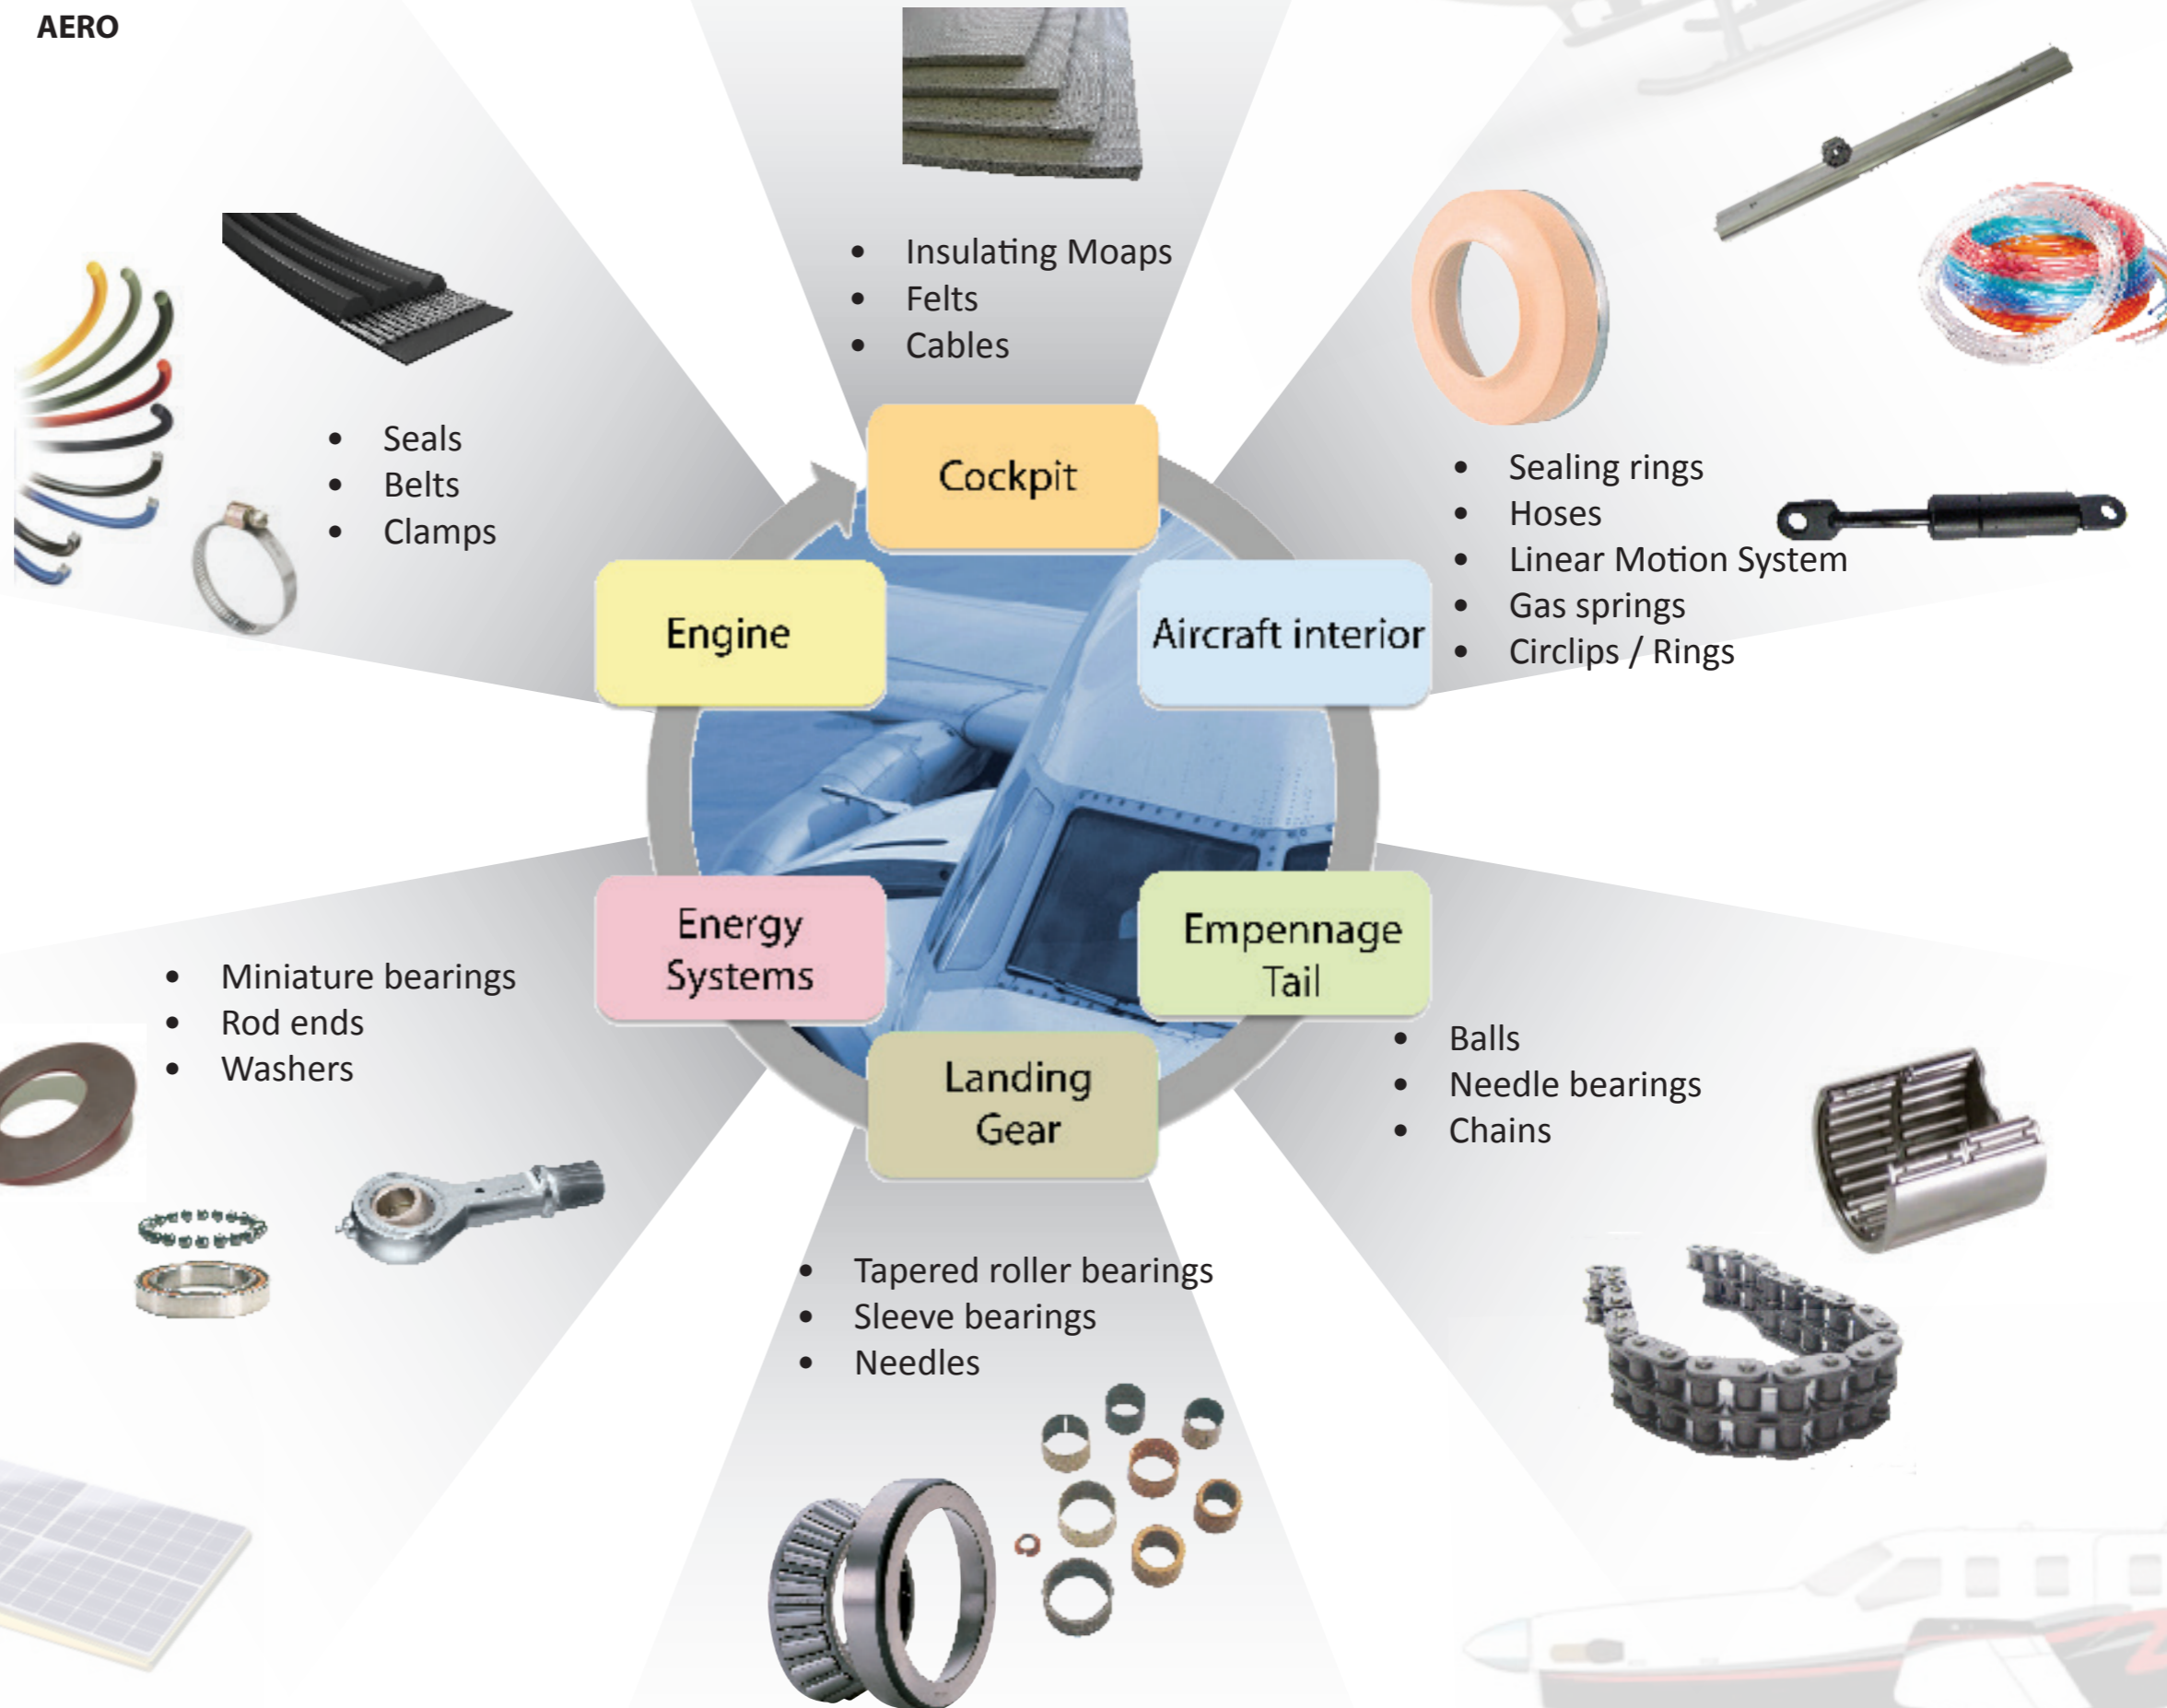 AERO
• Insulating Moaps
• Felts
• Cables
Cockpit
• Seals
• Belts
• Clamps
Engine
• Sealing rings
• Hoses
• Linear Motion System
• Gas springs
• Circlips / Rings
Aircraft interior
Energy
Systems
• Miniature bearings
• Rod ends
• Washers
Empennage
Tail
• Balls
• Needle bearings
• Chains
Landing
Gear
• Tapered roller bearings
• Sleeve bearings
• Needles